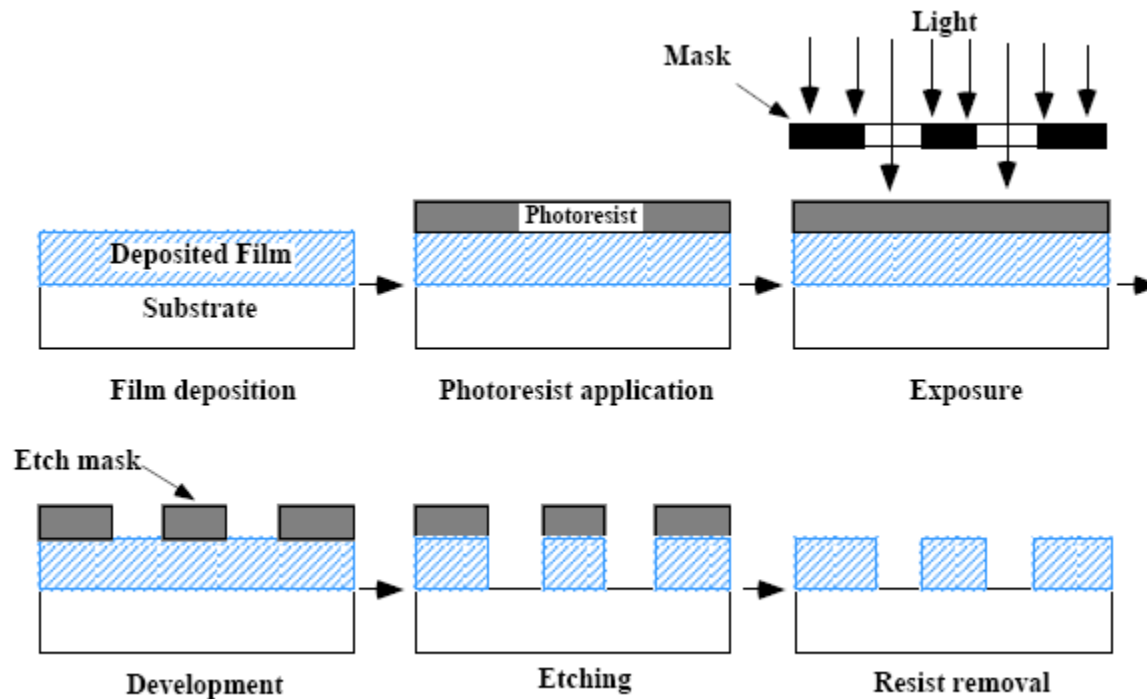 Light
Mask
Photoresist
Deposited Film
Substrate
Film deposition
Photoresist application
Exposure
Etch mask
Development
Etching
Resist removal